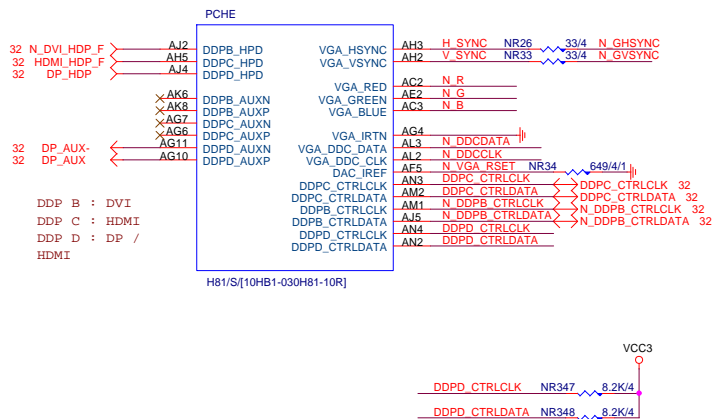 PCHE
32 N_DVI_HDP_F AJ2 DDPB_HPD VGA_HSYNC AH3 H_SYNC NR26 33/4 N_GHSYNC
32 HDMI_HDP_F AH5 DDPC_HPD VGA_VSYNC AH2 V_SYNC NR33 33/4 N_GVSYNC
32 DP_HDP AJ4 DDPD_HPD
VGA_RED AC2 N_R
AK6 DDPB_AUXN VGA_GREEN AE2 N_G
AK8 DDPB_AUXP VGA_BLUE AC3 N_B
AG7 DDPC_AUXN
AG6 DDPC_AUXP VGA_IRTN AG4
32 DP_AUX- AG11 DDPD_AUXN VGA_DDC_DATA AL3 N_DDCDATA
32 DP_AUX AG10 DDPD_AUXP VGA_DDC_CLK AL2 N_DDCCLK
DAC_IREF AF5 N_VGA_RSET NR34 649/4/1
DDPC_CTRLCLK AN3 DDPC_CTRLCLK DDPC_CTRLCLK 32
DDPC_CTRLDATA AM2 DDPC_CTRLDATA DDPC_CTRLDATA 32
DDPB_CTRLCLK AM1 N_DDPB_CTRLCLK N_DDPB_CTRLCLK 32
DDPB_CTRLDATA AJ5 N_DDPB_CTRLDATA N_DDPB_CTRLDATA 32
DDPD_CTRLCLK AN4 DDPD_CTRLCLK
DDPD_CTRLDATA AN2 DDPD_CTRLDATA
DDP B : DVI
DDP C : HDMI
DDP D : DP /
HDMI
H81/S/[10HB1-030H81-10R]
VCC3
DDPD_CTRLCLK NR347 8.2K/4
DDPD_CTRLDATA NR348 8.2K/4